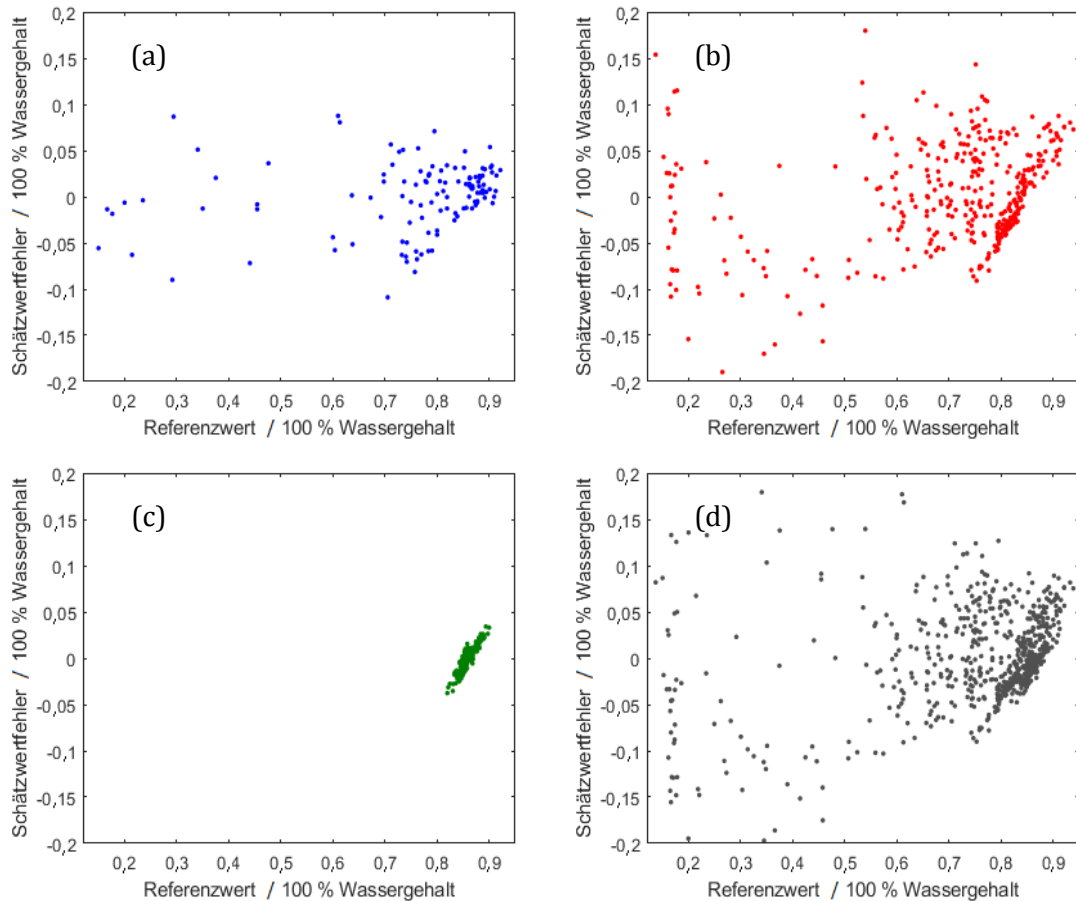 0,2
0,15
0,1
0,05
0
-0,05
-0,1
-0,15
-0,2
Schätzwertfehler / 100 % Wassergehalt
(a)
0,2 0,3 0,4 0,5 0,6 0,7 0,8 0,9
Referenzwert / 100 % Wassergehalt
0,2
0,15
0,1
0,05
0
-0,05
-0,1
-0,15
-0,2
Schätzwertfehler / 100 % Wassergehalt
(b)
0,2 0,3 0,4 0,5 0,6 0,7 0,8 0,9
Referenzwert / 100 % Wassergehalt
0,2
0,15
0,1
0,05
0
-0,05
-0,1
-0,15
-0,2
Schätzwertfehler / 100 % Wassergehalt
(c)
0,2 0,3 0,4 0,5 0,6 0,7 0,8 0,9
Referenzwert / 100 % Wassergehalt
0,2
0,15
0,1
0,05
0
-0,05
-0,1
-0,15
-0,2
Schätzwertfehler / 100 % Wassergehalt
(d)
0,2 0,3 0,4 0,5 0,6 0,7 0,8 0,9
Referenzwert / 100 % Wassergehalt